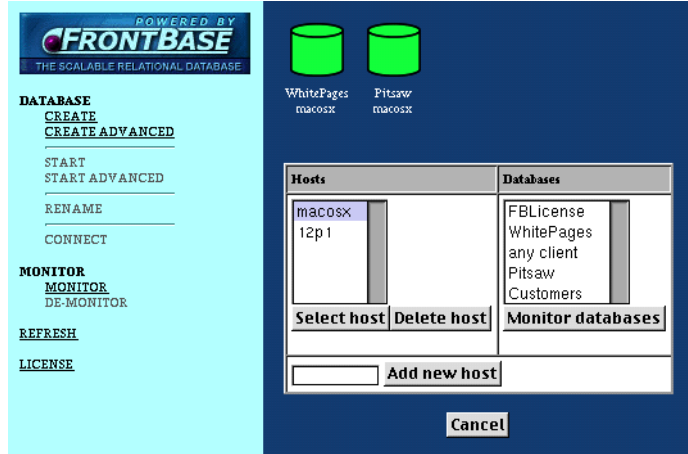 POWERED BY
FRONTBASE
THE SCALABLE RELATIONAL DATABASE
DATABASE
CREATE
CREATE ADVANCED
START
START ADVANCED
RENAME
CONNECT
MONITOR
MONITOR
DE-MONITOR
REFRESH
LICENSE
WhitePages
macosx
Pitsaw
macosx
Hosts
macosx
12p1
Select host
Delete host
Databases
FBLicense
WhitePages
any client
Pitsaw
Customers
Monitor databases
Add new host
Cancel